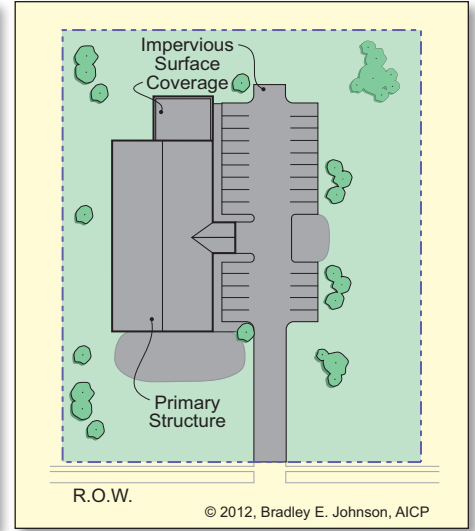 Impervious
Surface
Coverage
Primary
Structure
R.O.W.
© 2012, Bradley E. Johnson, AICP